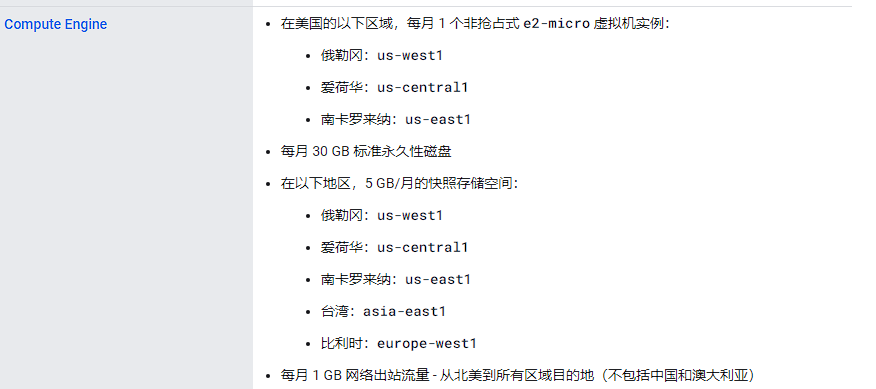 Compute Engine
在美国的以下区域，每月 1 个非抢占式 e2-micro 虚拟机实例：
俄勒冈：us-west1
爱荷华：us-central1
南卡罗来纳：us-east1
每月 30 GB 标准永久性磁盘
在以下地区，5 GB/月的快照存储空间：
俄勒冈：us-west1
爱荷华：us-central1
南卡罗来纳：us-east1
台湾：asia-east1
比利时：europe-west1
每月 1 GB 网络出站流量 - 从北美到所有区域目的地（不包括中国和澳大利亚）